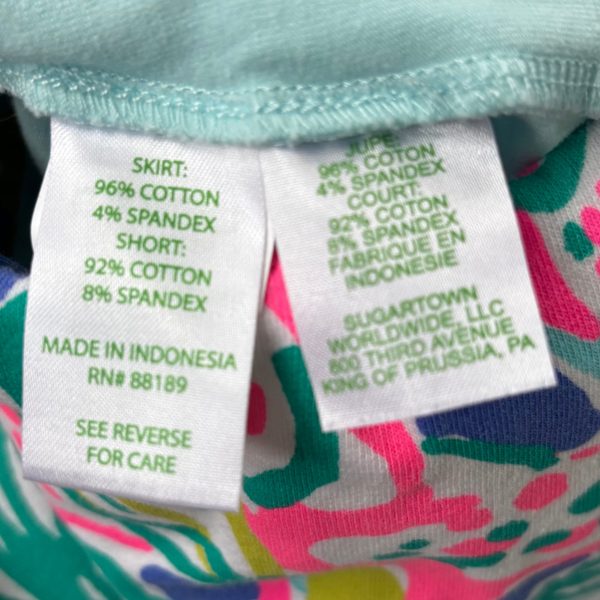 SKIRT:
96% COTTON
4% SPANDEX
SHORT:
92% COTTON
8% SPANDEX
MADE IN INDONESIA
RN# 88189
SEE REVERSE
FOR CARE
JUPE:
96% COTON
4% SPANDEX
COURT:
92% COTON
8% SPANDEX
FABRIQUE EN
INDONESIE
SUGARTOWN
WORLDWIDE, LLC
800 THIRD AVENUE
KING OF PRUSSIA, PA